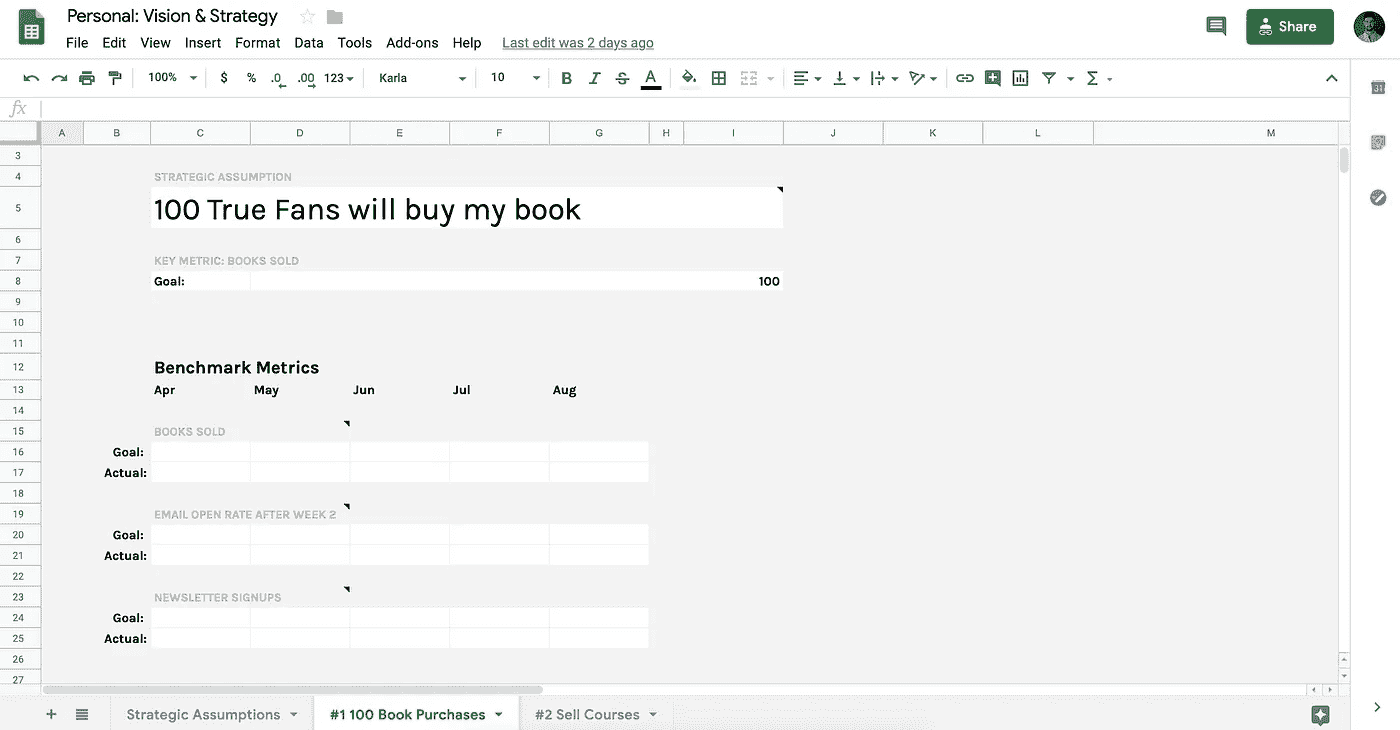 Personal: Vision & Strategy
File Edit View Insert Format Data Tools Add-ons Help Last edit was 2 days ago
Share
100% $ % .0 .00 123 Karla 10 B I S A Σ
31
fx
A B C D E F G H I J K L M
3
4 STRATEGIC ASSUMPTION
5 100 True Fans will buy my book
6
7 KEY METRIC: BOOKS SOLD
8 Goal: 100
9
10
11
12 Benchmark Metrics
13 Apr May Jun Jul Aug
14
15 BOOKS SOLD
16 Goal:
17 Actual:
18
19 EMAIL OPEN RATE AFTER WEEK 2
20 Goal:
21 Actual:
22
23 NEWSLETTER SIGNUPS
24 Goal:
25 Actual:
26
27
+ Strategic Assumptions #1 100 Book Purchases #2 Sell Courses